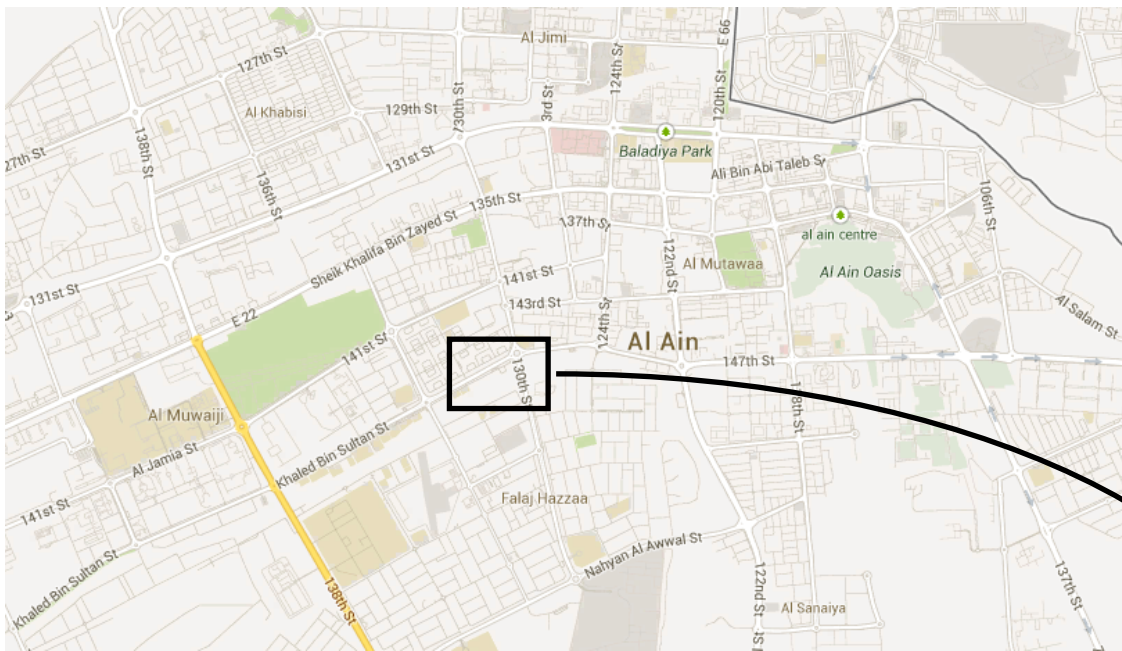 Al Jimi
E 66
127th St
124th St
120th St
Al Khabisi
129th St
130th St
3rd St
138th St
27th St
131st St
Baladiya Park
Ali Bin Abi Taleb S
136th St
135th St
106th St
Sheik Khalifa Bin Zayed St
137th St
al ain centre
122nd St
Al Mutawaa
Al Ain Oasis
131st St
141st St
143rd St
Al Salam St
E 22
124th St
Al Ain
141st St
147th St
130th St
118th St
Al Muwaiji
Khaled Bin Sultan St
Al Jamia St
141st St
Falaj Hazzaa
Nahyan Al Awwal St
Khaled Bin Sultan St
138th St
122nd St
137th St
Al Sanaiya
St